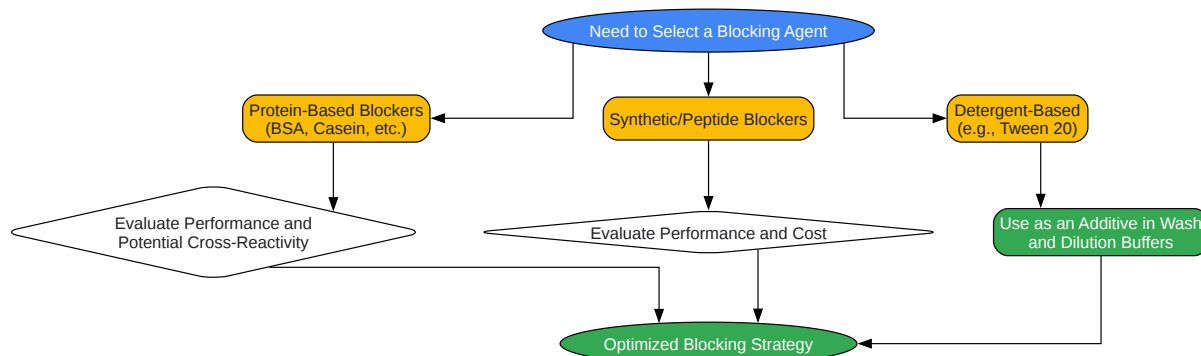 Need to Select a Blocking Agent
Protein-Based Blockers
(BSA, Casein, etc.)
Synthetic/Peptide Blockers
Detergent-Based
(e.g., Tween 20)
Evaluate Performance and
Potential Cross-Reactivity
Evaluate Performance and Cost
Use as an Additive in Wash
and Dilution Buffers
Optimized Blocking Strategy